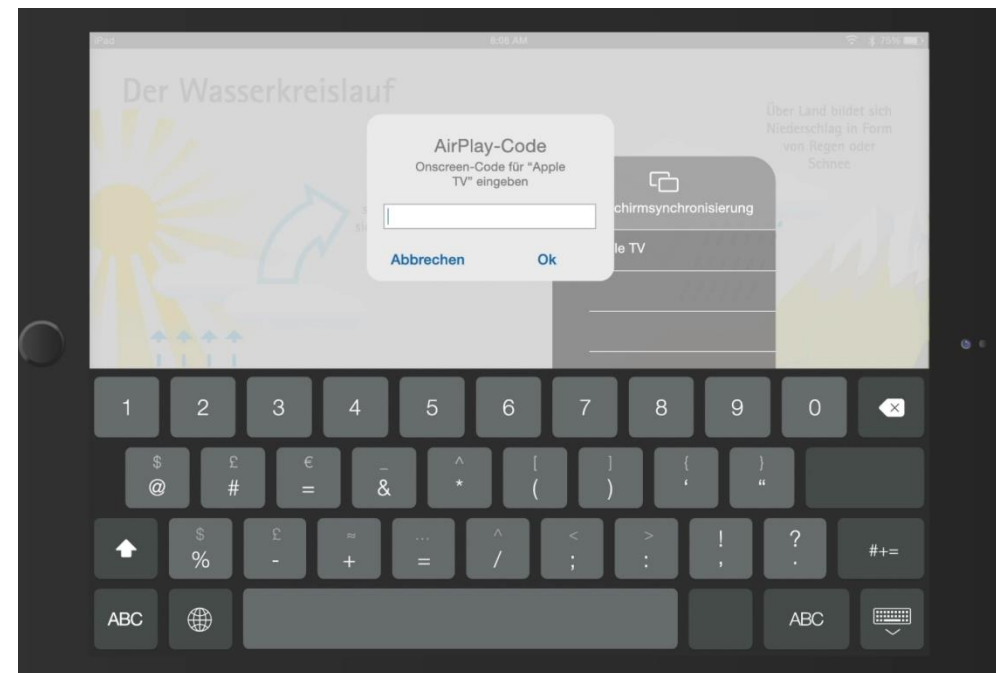 iPad 8:08 AM 75%
Der Wasserkreislauf
Über Land bildet sich
Niederschlag in Form
von Regen oder
Schnee
AirPlay-Code
Onscreen-Code für “Apple
TV” eingeben
chirmsynchronisierung
le TV
Abbrechen Ok
1 2 3 4 5 6 7 8 9 0
$ £ € _ ^ [ ] { }
@ # = & * ( ) ‘ “
$ £ ≈ ... ^ < > ! ?
% - + = / ; : , .
#+=
ABC ABC